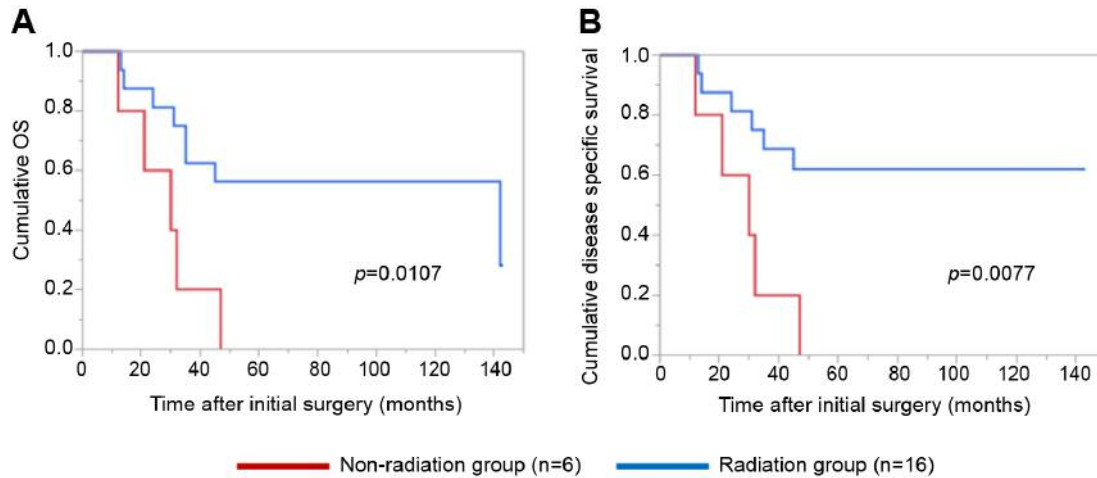 A
1.0
0.8
0.6
0.4
0.2
0.0
Cumulative OS
p=0.0107
0 20 40 60 80 100 120 140
Time after initial surgery (months)
B
1.0
0.8
0.6
0.4
0.2
0.0
Cumulative disease specific survival
p=0.0077
0 20 40 60 80 100 120 140
Time after initial surgery (months)
Non-radiation group (n=6) Radiation group (n=16)